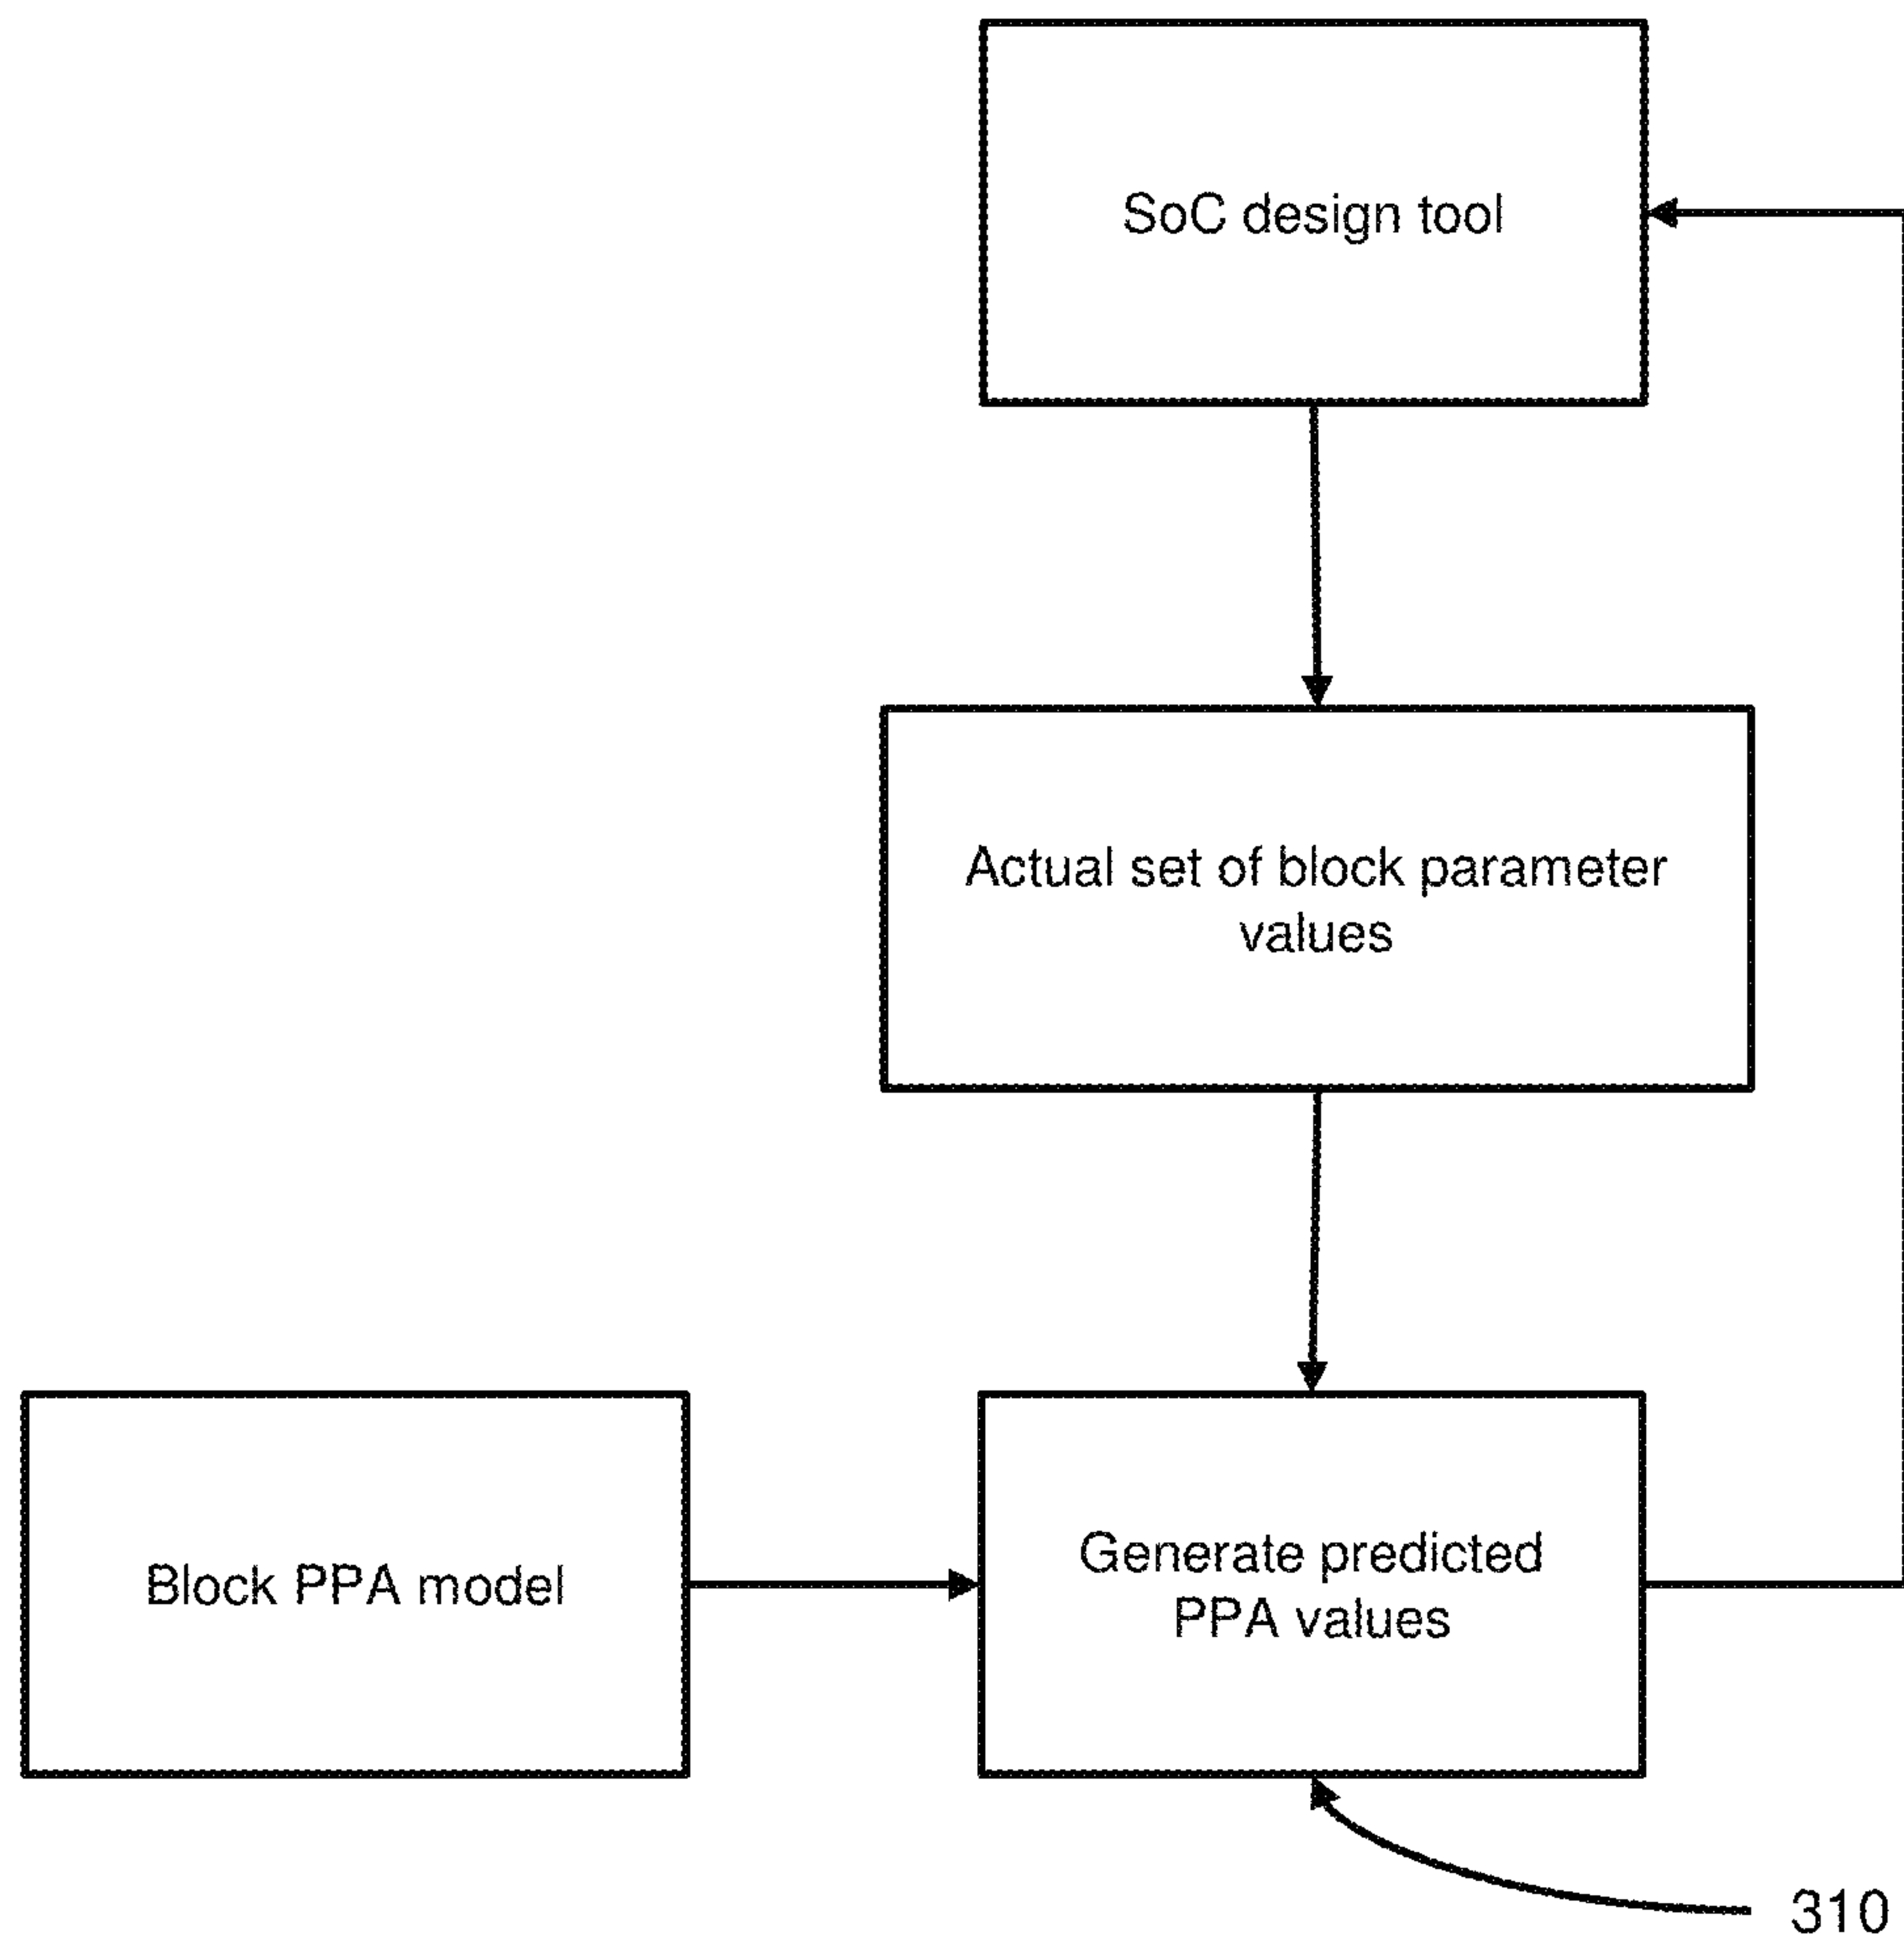 SoC design tool
Actual set of block parameter
values
Block PPA model
Generate predicted
PPA values
310